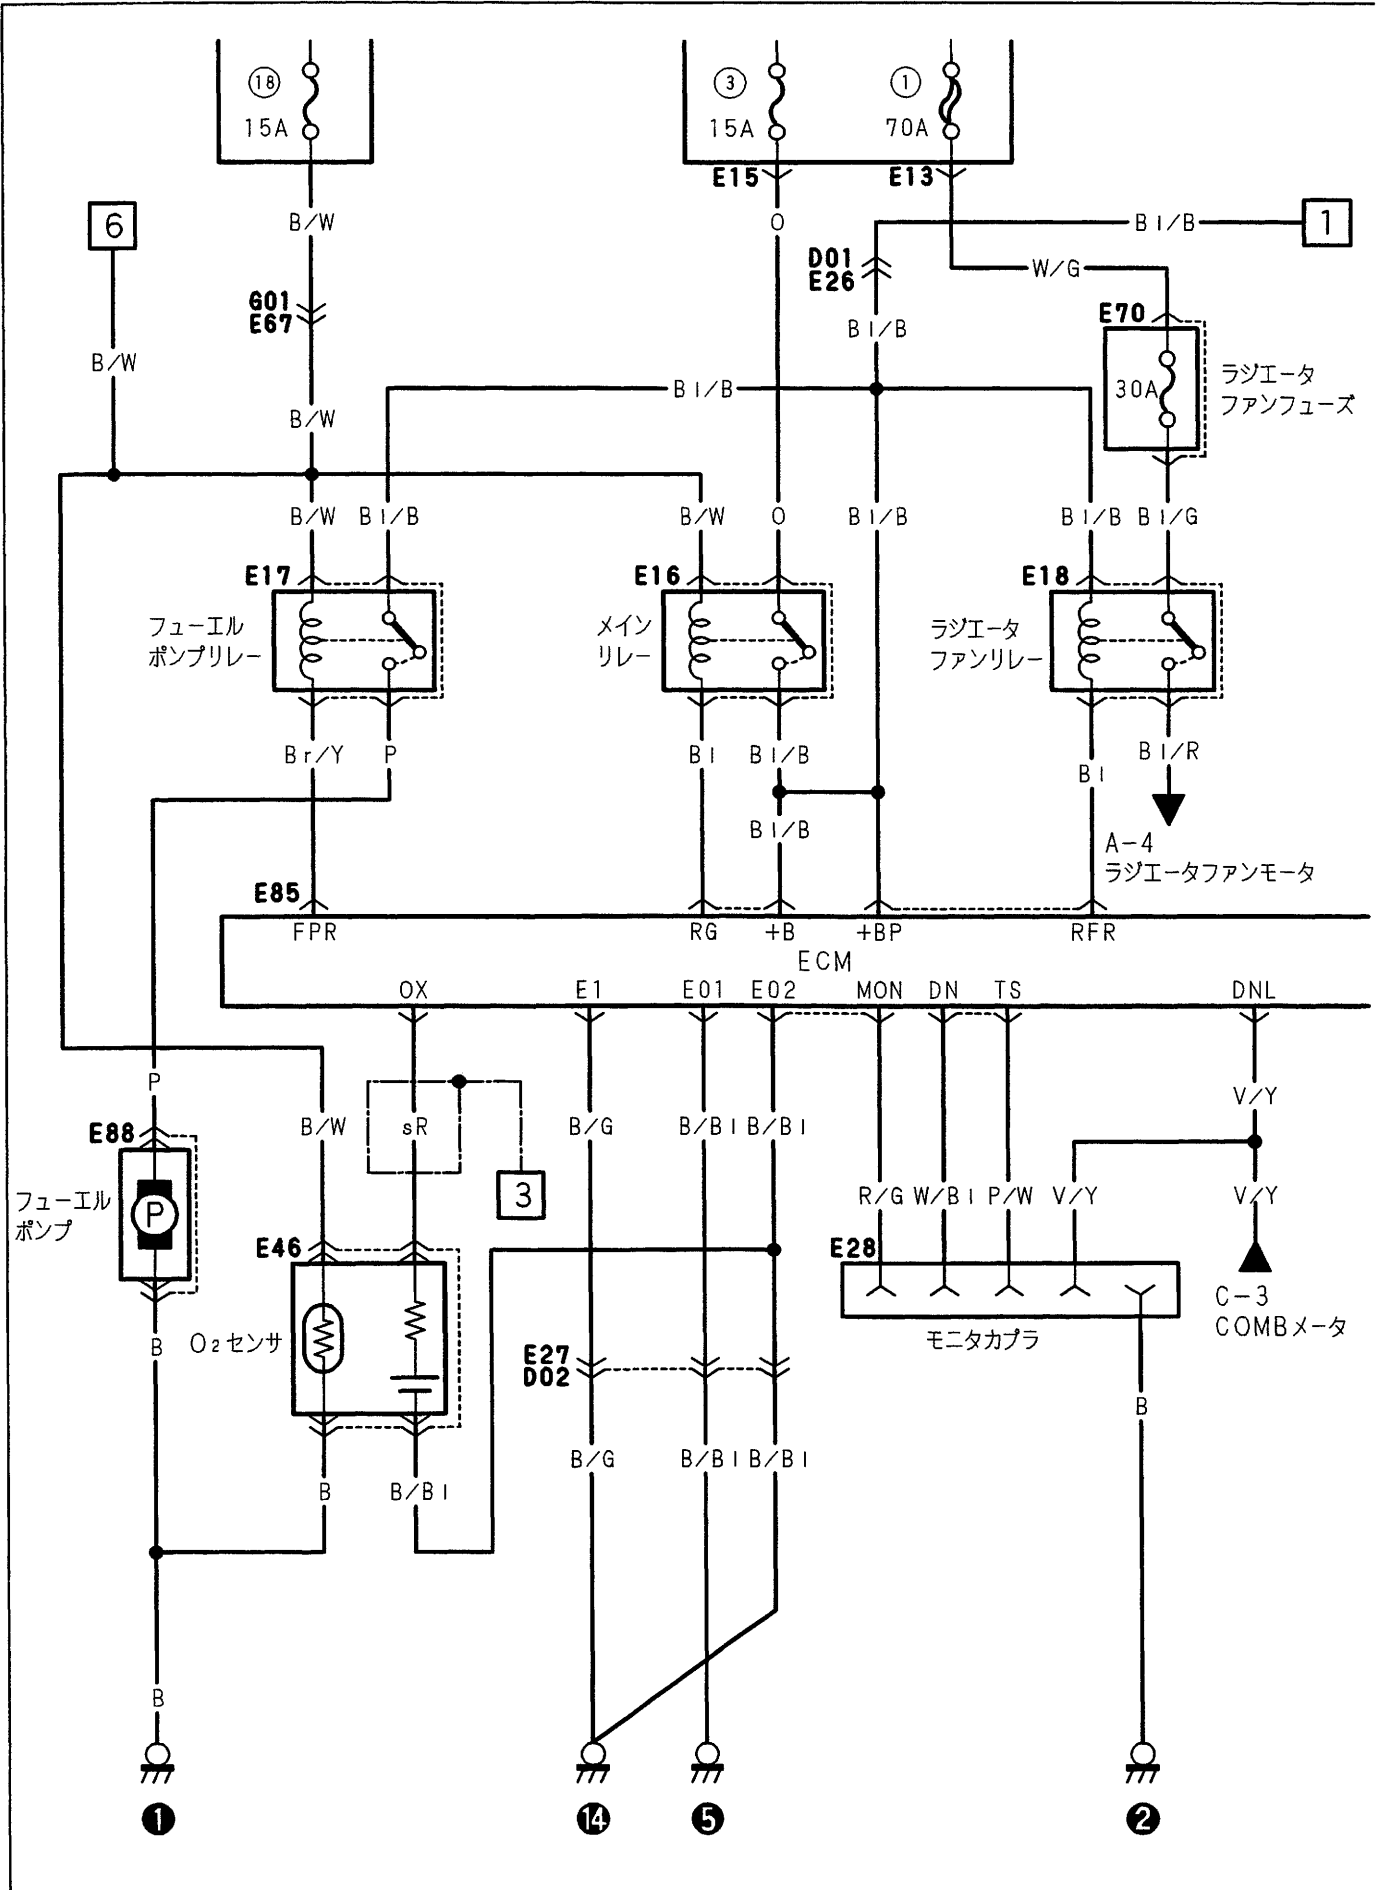 18
3
1
15A
15A
70A
E15
E13
6
B/W
O
Bl/B
1
D01
E26
W/G
G01
E67
E70
Bl/B
B/W
30A
ラジエータ
ファンフューズ
Bl/B
B/W
B/W
Bl/B
B/W
O
Bl/B
Bl/B
Bl/G
E17
E16
E18
フューエル
ポンプリレー
メイン
リレー
ラジエータ
ファンリレー
Br/Y
P
Bl
Bl/B
Bl
Bl/R
Bl/B
A-4
ラジエータファンモータ
E85
FPR
RG
+B
+BP
RFR
ECM
OX
E1
E01
E02
MON
DN
TS
DNL
P
V/Y
E88
B/W
sR
B/G
B/Bl
B/Bl
フューエル
ポンプ
P
3
R/G
W/Bl
P/W
V/Y
V/Y
E46
E28
C-3
COMBメータ
B
O2センサ
E27
D02
モニタカプラ
B
B/G
B/Bl
B/Bl
B
B/Bl
B
1
14
5
2